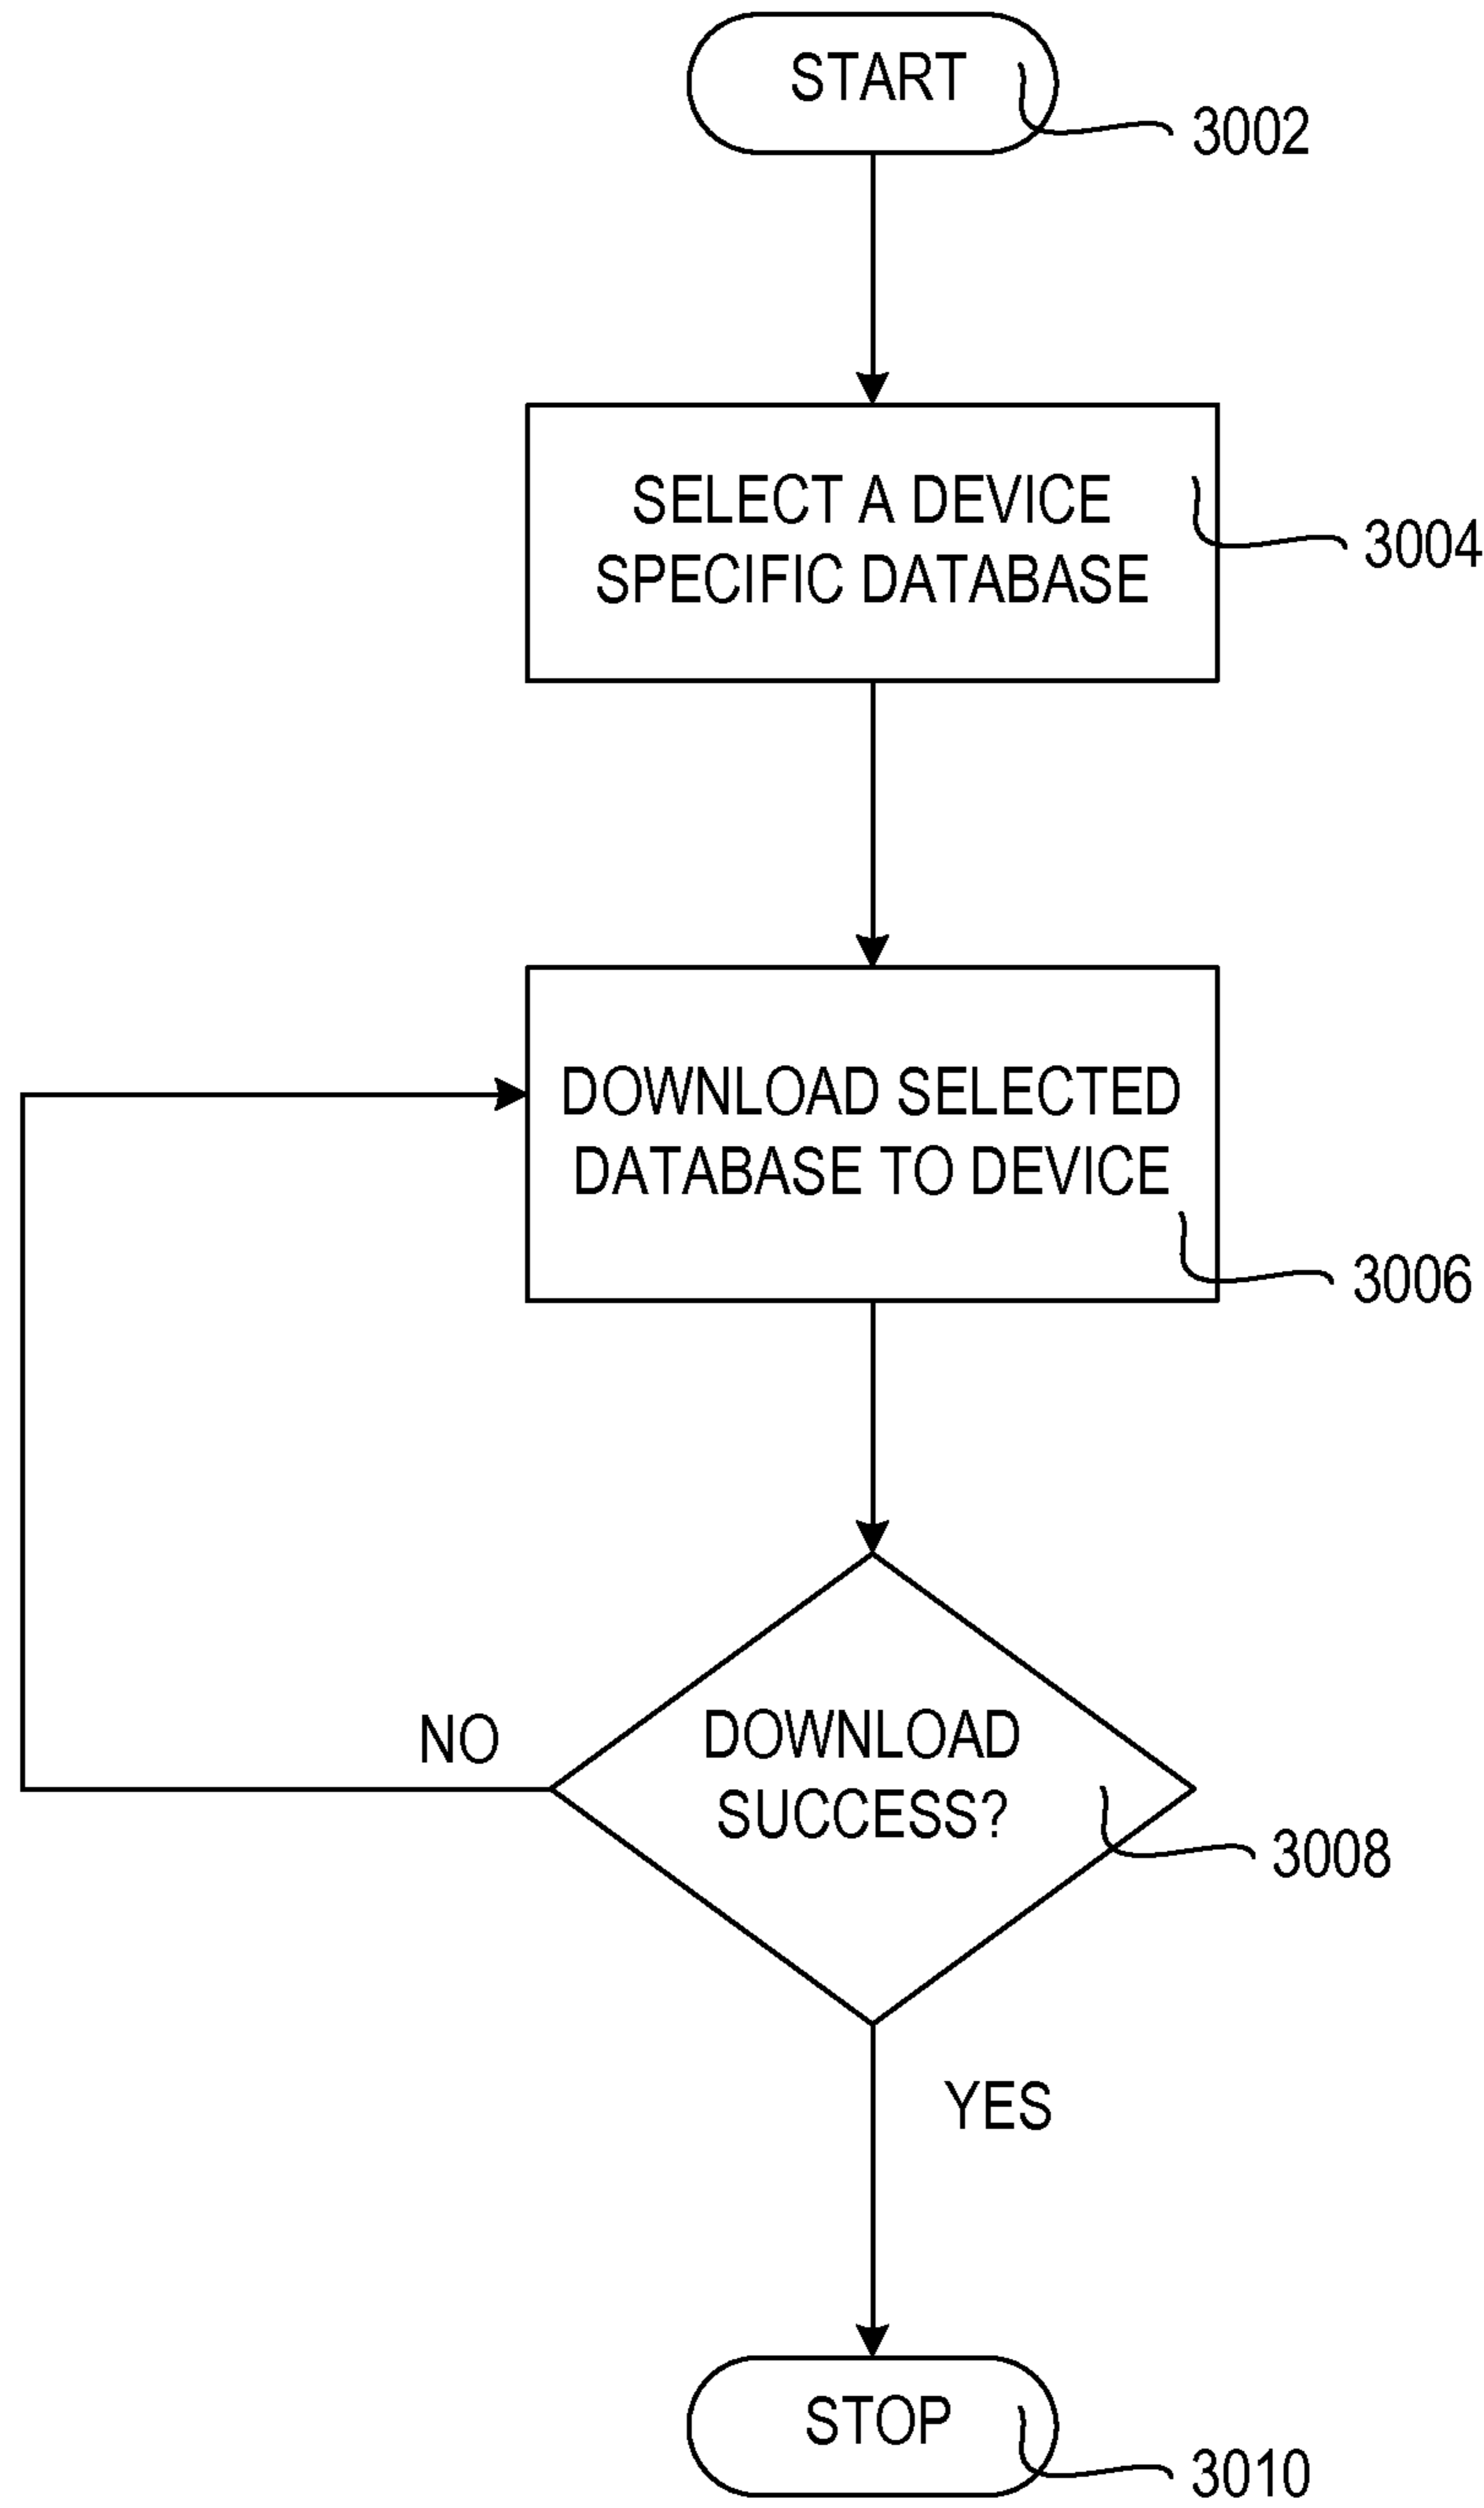 START
3002
SELECT A DEVICE
SPECIFIC DATABASE
3004
DOWNLOAD SELECTED
DATABASE TO DEVICE
3006
NO
DOWNLOAD
SUCCESS?
3008
YES
STOP
3010